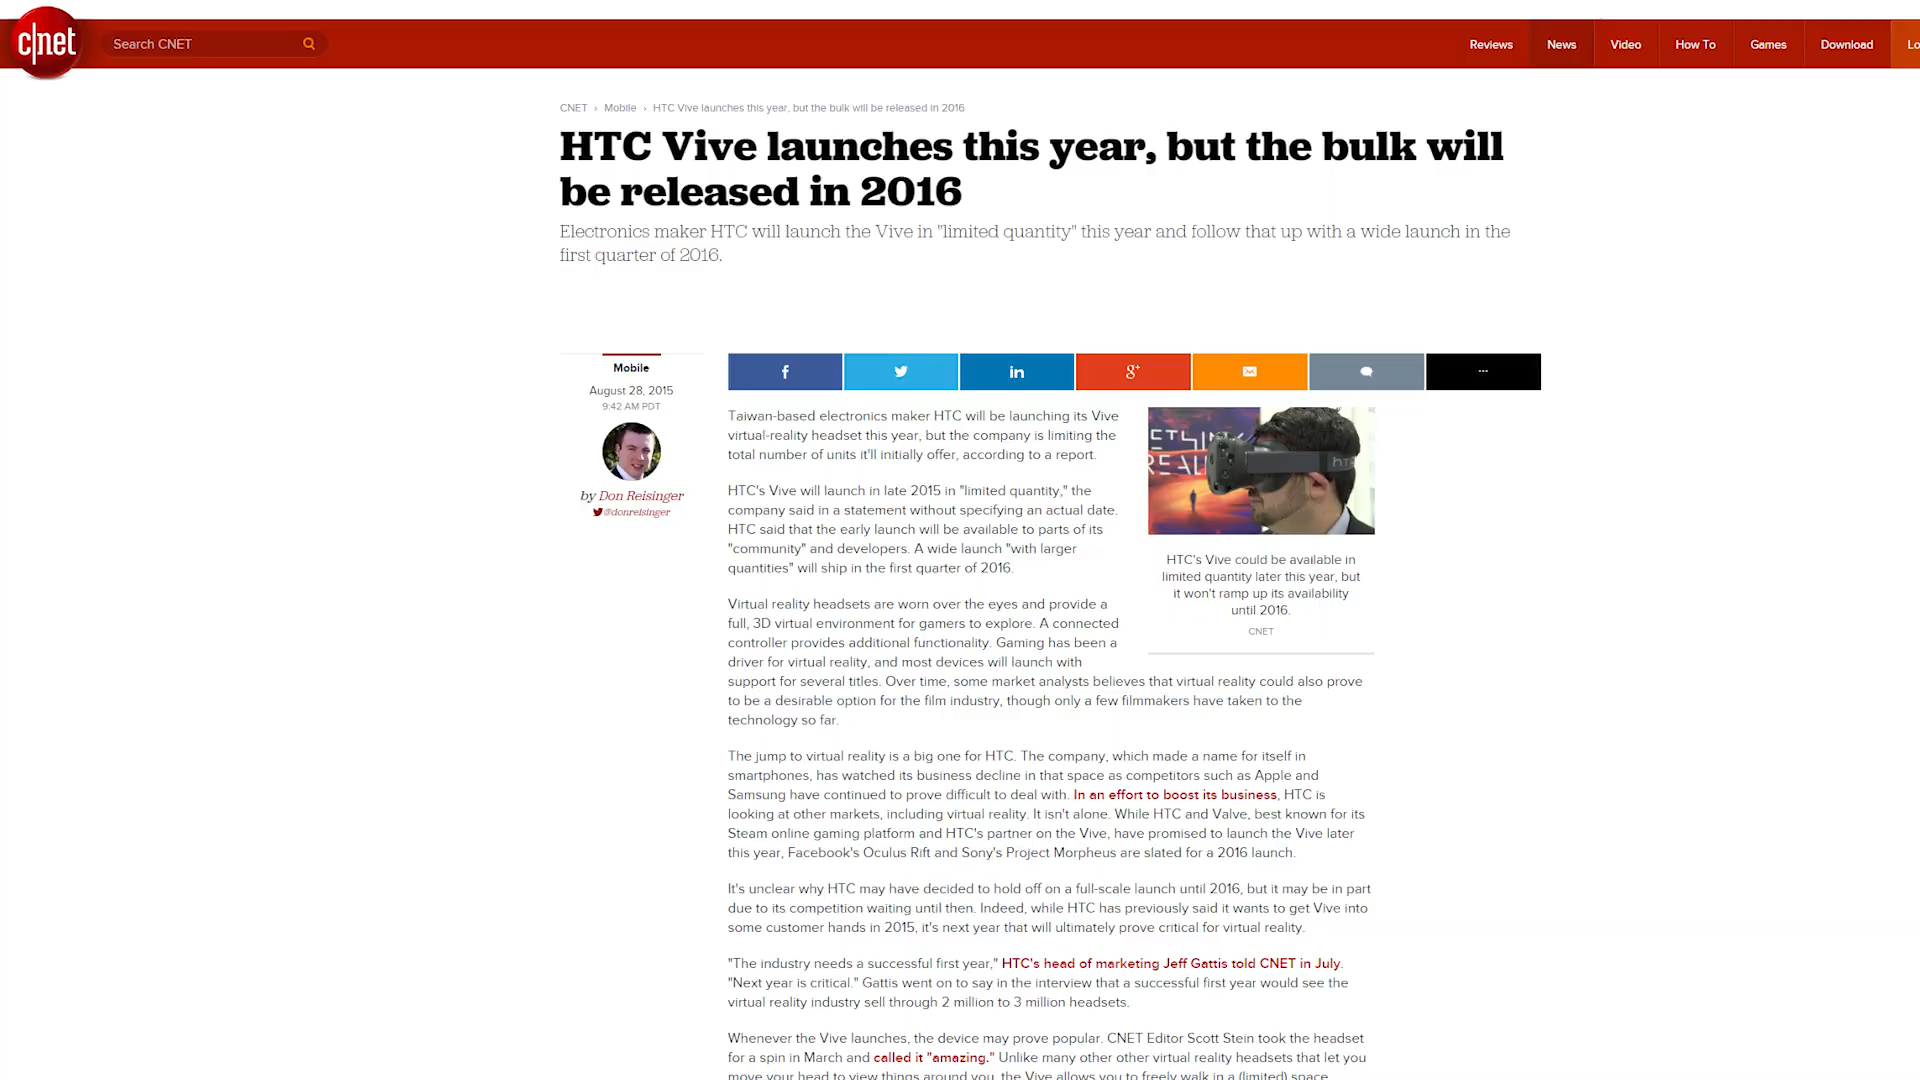 c|net
Search CNET
Reviews
News
Video
How To
Games
Download
Lo
CNET › Mobile › HTC Vive launches this year, but the bulk will be released in 2016
HTC Vive launches this year, but the bulk will
be released in 2016
Electronics maker HTC will launch the Vive in "limited quantity" this year and follow that up with a wide launch in the
first quarter of 2016.
Mobile
August 28, 2015
9:42 AM PDT
by Don Reisinger
@donreisinger
f
in
g+
...
Taiwan-based electronics maker HTC will be launching its Vive
virtual-reality headset this year, but the company is limiting the
total number of units it'll initially offer, according to a report.
HTC's Vive will launch in late 2015 in "limited quantity," the
company said in a statement without specifying an actual date.
HTC said that the early launch will be available to parts of its
"community" and developers. A wide launch "with larger
quantities" will ship in the first quarter of 2016.
HTC's Vive could be available in
limited quantity later this year, but
it won't ramp up its availability
until 2016.
CNET
Virtual reality headsets are worn over the eyes and provide a
full, 3D virtual environment for gamers to explore. A connected
controller provides additional functionality. Gaming has been a
driver for virtual reality, and most devices will launch with
support for several titles. Over time, some market analysts believes that virtual reality could also prove
to be a desirable option for the film industry, though only a few filmmakers have taken to the
technology so far.
The jump to virtual reality is a big one for HTC. The company, which made a name for itself in
smartphones, has watched its business decline in that space as competitors such as Apple and
Samsung have continued to prove difficult to deal with. In an effort to boost its business, HTC is
looking at other markets, including virtual reality. It isn't alone. While HTC and Valve, best known for its
Steam online gaming platform and HTC's partner on the Vive, have promised to launch the Vive later
this year, Facebook's Oculus Rift and Sony's Project Morpheus are slated for a 2016 launch.
It's unclear why HTC may have decided to hold off on a full-scale launch until 2016, but it may be in part
due to its competition waiting until then. Indeed, while HTC has previously said it wants to get Vive into
some customer hands in 2015, it's next year that will ultimately prove critical for virtual reality.
"The industry needs a successful first year," HTC's head of marketing Jeff Gattis told CNET in July.
"Next year is critical." Gattis went on to say in the interview that a successful first year would see the
virtual reality industry sell through 2 million to 3 million headsets.
Whenever the Vive launches, the device may prove popular. CNET Editor Scott Stein took the headset
for a spin in March and called it "amazing." Unlike many other other virtual reality headsets that let you
move your head to view things around you, the Vive allows you to freely walk in a (limited) space